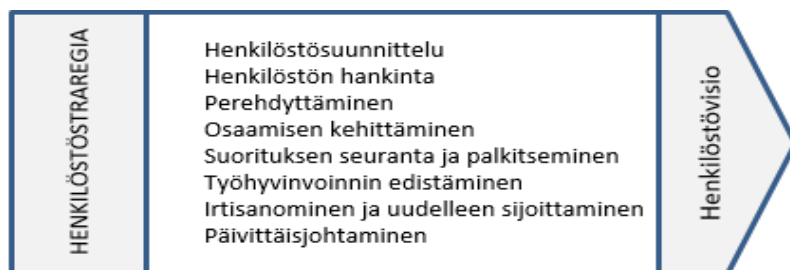 HENKILÖSTÖSTRAREGIA
Henkilöstösuunnittelu
Henkilöstön hankinta
Perehdyttäminen
Osaamisen kehittäminen
Suorituksen seuranta ja palkitseminen
Työhyvinvoinnin edistäminen
Irtisanominen ja uudelleen sijoittaminen
Päivittäisjohtaminen
Henkilöstövisio